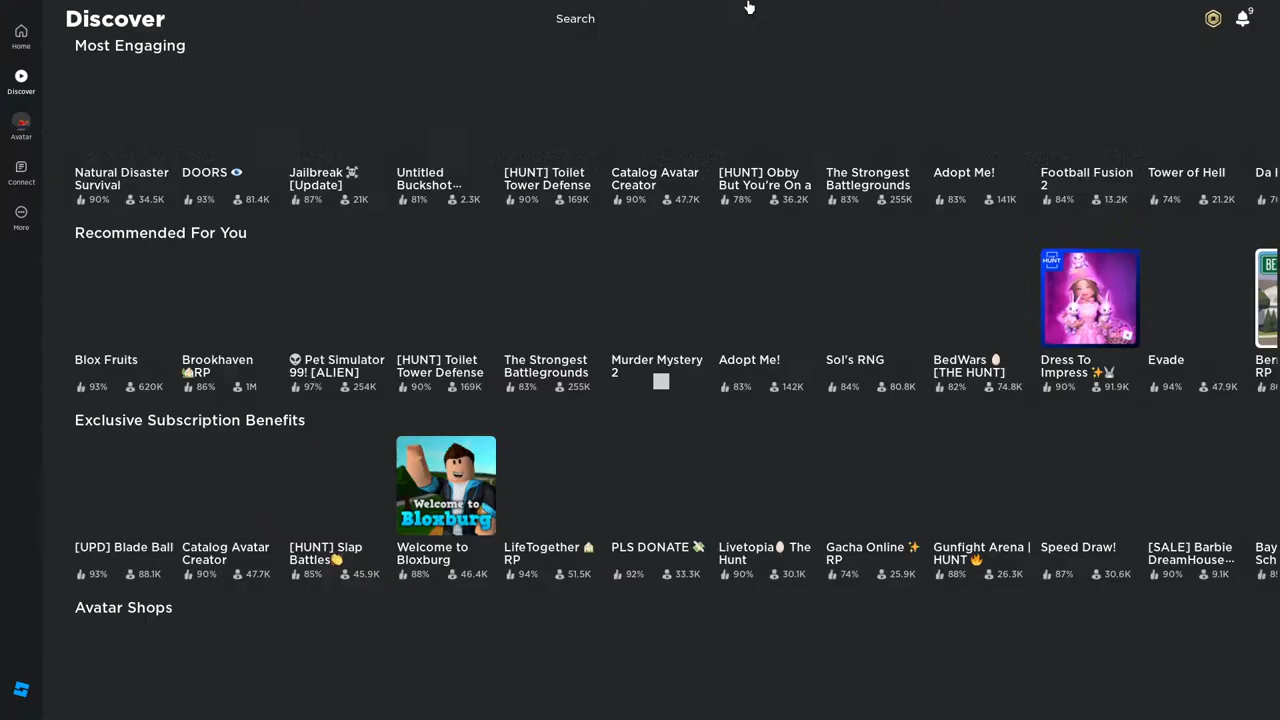 Discover
Search
9
Home
Discover
Avatar
Connect
More
Most Engaging
Natural Disaster
Survival
90% 34.5K
DOORS 👁
93% 81.4K
Jailbreak ☠
[Update]
87% 21K
Untitled
Buckshot...
81% 2.3K
[HUNT] Toilet
Tower Defense
90% 169K
Catalog Avatar
Creator
90% 47.7K
[HUNT] Obby
But You're On a
78% 36.2K
The Strongest
Battlegrounds
83% 255K
Adopt Me!
83% 141K
Football Fusion
2
84% 13.2K
Tower of Hell
74% 21.2K
Recommended For You
Blox Fruits
93% 620K
Brookhaven
🏡RP
86% 1M
👽 Pet Simulator
99! [ALIEN]
97% 254K
[HUNT] Toilet
Tower Defense
90% 169K
The Strongest
Battlegrounds
83% 255K
Murder Mystery
2
Adopt Me!
83% 142K
Sol's RNG
84% 80.8K
BedWars 🥚
[THE HUNT]
82% 74.8K
HUNT
Dress To
Impress ✨🐰
90% 91.9K
Evade
94% 47.9K
RP
Exclusive Subscription Benefits
[UPD] Blade Ball
93% 88.1K
Catalog Avatar
Creator
90% 47.7K
[HUNT] Slap
Battles👏
85% 45.9K
Welcome to
Bloxburg
Welcome to
Bloxburg
88% 46.4K
LifeTogether 🏠
RP
94% 51.5K
PLS DONATE 💸
92% 33.3K
Livetopia🥚 The
Hunt
90% 30.1K
Gacha Online ✨
RP
74% 25.9K
Gunfight Arena |
HUNT 🔥
88% 26.3K
Speed Draw!
87% 30.6K
[SALE] Barbie
DreamHouse...
90% 9.1K
Avatar Shops